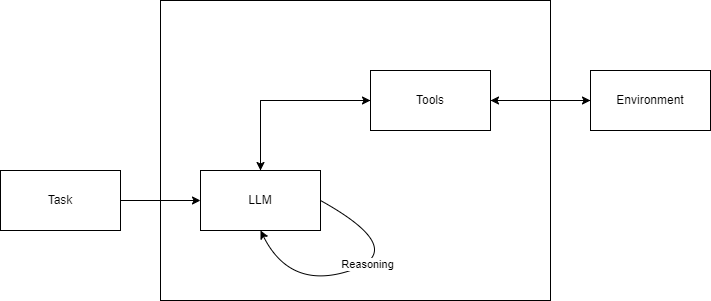 Tools
Environment
Task
LLM
Reasoning